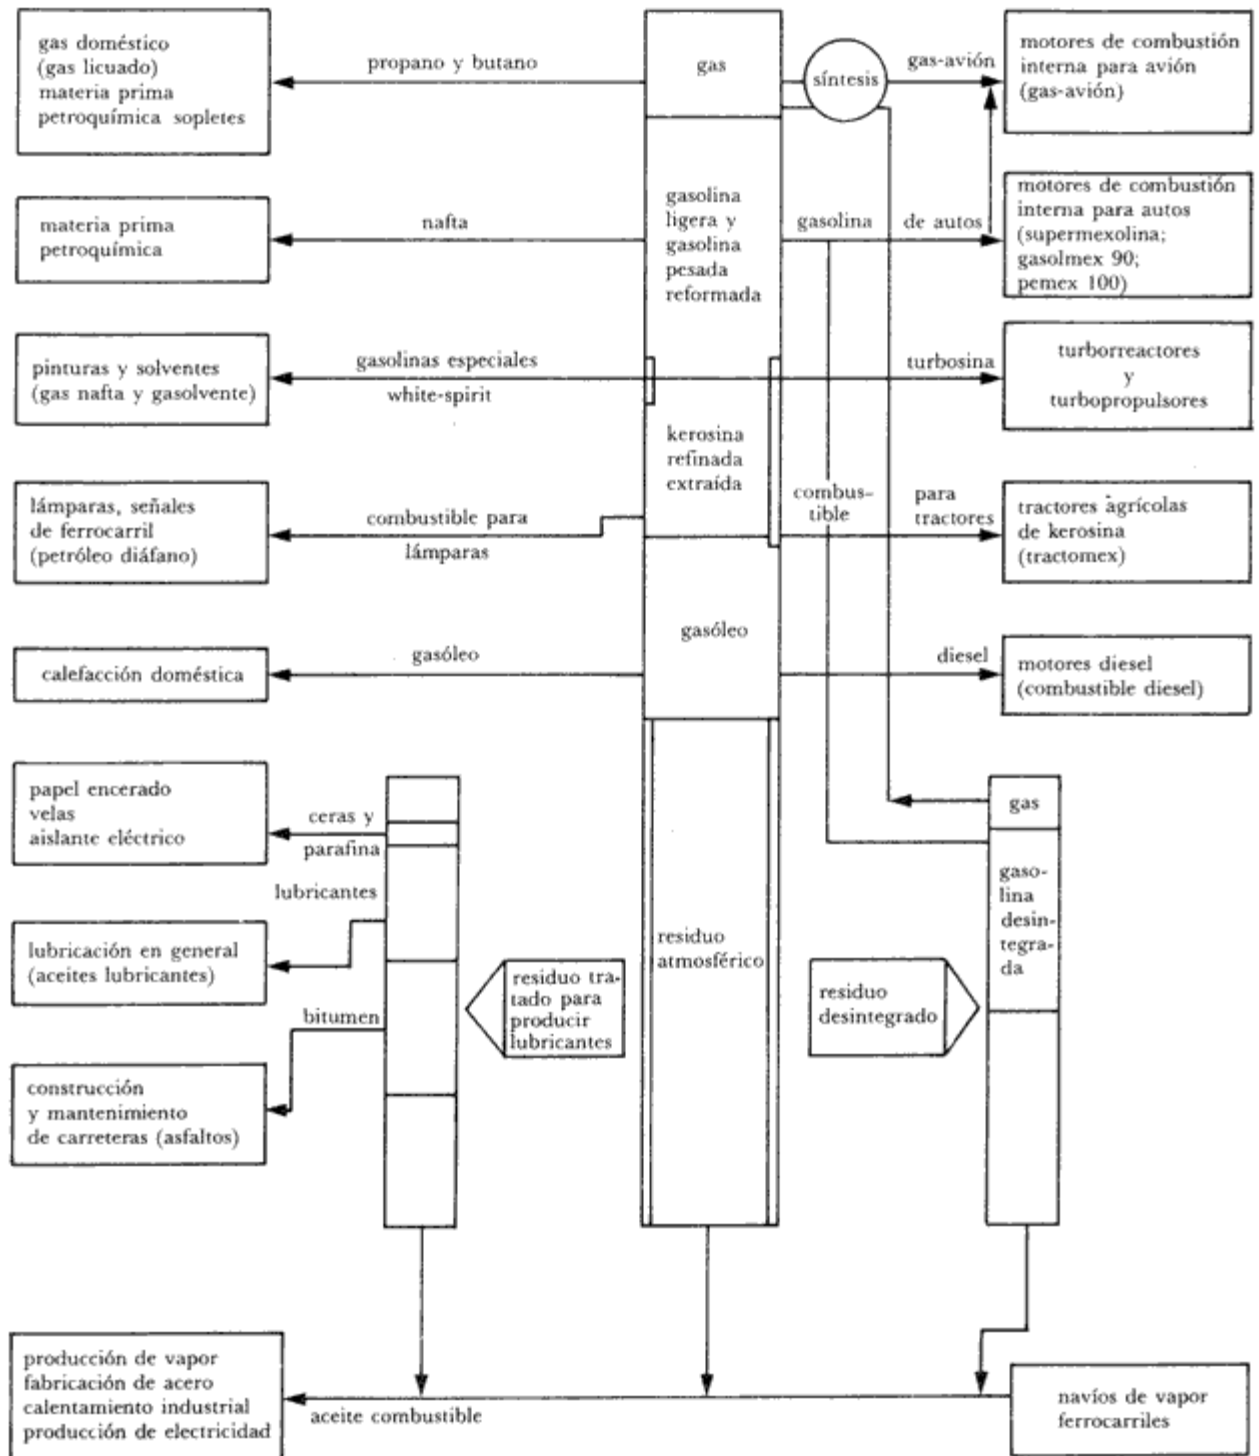 gas doméstico
(gas licuado)
materia prima
petroquímica sopletes
propano y butano
gas
síntesis
gas-avión
motores de combustión
interna para avión
(gas-avión)
materia prima
petroquímica
nafta
gasolina
ligera y
gasolina
pesada
reformada
gasolina
de autos
motores de combustión
interna para autos
(supermexolina;
gasolmex 90;
pemex 100)
pinturas y solventes
(gas nafta y gasolvente)
gasolinas especiales
white-spirit
turbosina
turborreactores
y
turbopropulsores
kerosina
refinada
extraída
lámparas, señales
de ferrocarril
(petróleo diáfano)
combustible para
lámparas
combus-
tible
para
tractores
tractores agrícolas
de kerosina
(tractomex)
gasóleo
calefacción doméstica
gasóleo
diesel
motores diesel
(combustible diesel)
papel encerado
velas
aislante eléctrico
ceras y
parafina
lubricantes
lubricación en general
(aceites lubricantes)
bitumen
construcción
y mantenimiento
de carreteras (asfaltos)
residuo tra-
tado para
producir
lubricantes
residuo
atmosférico
residuo
desintegrado
gas
gaso-
lina
desin-
tegra-
da
producción de vapor
fabricación de acero
calentamiento industrial
producción de electricidad
aceite combustible
navíos de vapor
ferrocarriles